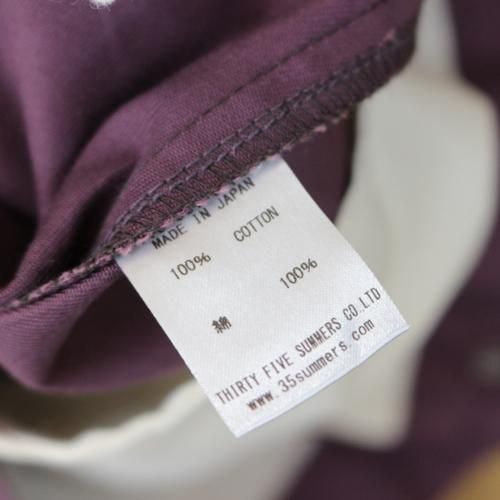 MADE IN JAPAN
100% COTTON
綿 100%
THIRTY FIVE SUMMERS CO.LTD
www.35summers.com